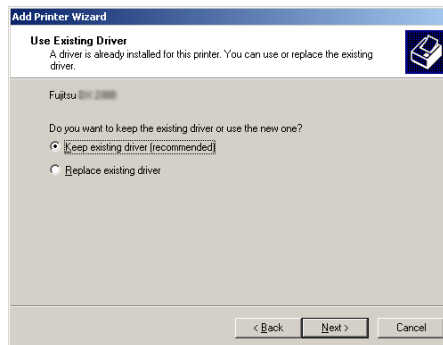 Add Printer Wizard
Use Existing Driver
A driver is already installed for this printer. You can use or replace the existing
driver.
Fujitsu
Do you want to keep the existing driver or use the new one?
Keep existing driver (recommended)
Replace existing driver
< Back
Next >
Cancel